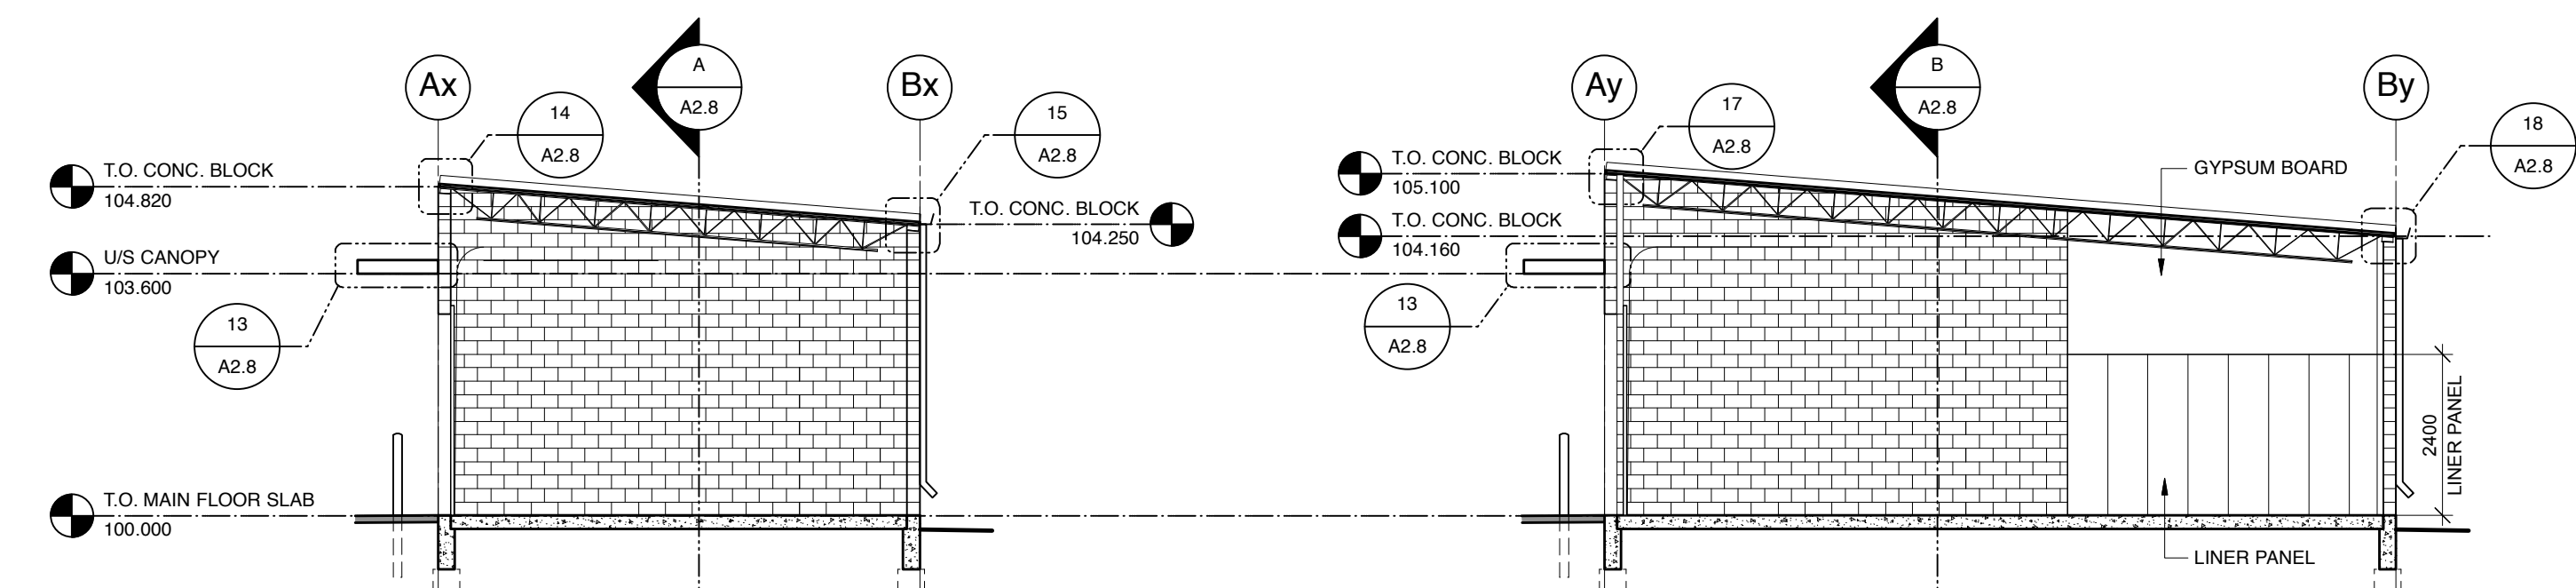 Ax
A
A2.8
Bx
14
A2.8
15
A2.8
T.O. CONC. BLOCK
104.820
T.O. CONC. BLOCK
104.250
U/S CANOPY
103.600
13
A2.8
T.O. MAIN FLOOR SLAB
100.000
Ay
B
A2.8
By
17
A2.8
18
A2.8
T.O. CONC. BLOCK
105.100
GYPSUM BOARD
T.O. CONC. BLOCK
104.160
13
A2.8
2400
LINER PANEL
LINER PANEL